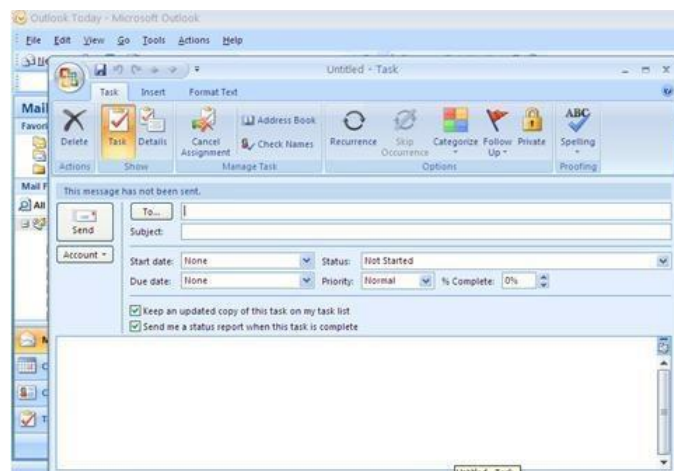 Outlook Today - Microsoft Outlook
File Edit View Go Tools Actions Help
Untitled - Task
Task Insert Format Text
Mail
Delete Task Details Cancel Assignment Address Book Check Names Recurrence Skip Occurrence Categorize Follow Up Private ABC Spelling
Actions Show Manage Task Options Proofing
This message has not been sent.
Mail F
All
Send To...
Subject:
Account
Start date: None Status: Not Started
Due date: None Priority: Normal % Complete: 0%
Keep an updated copy of this task on my task list
Send me a status report when this task is complete